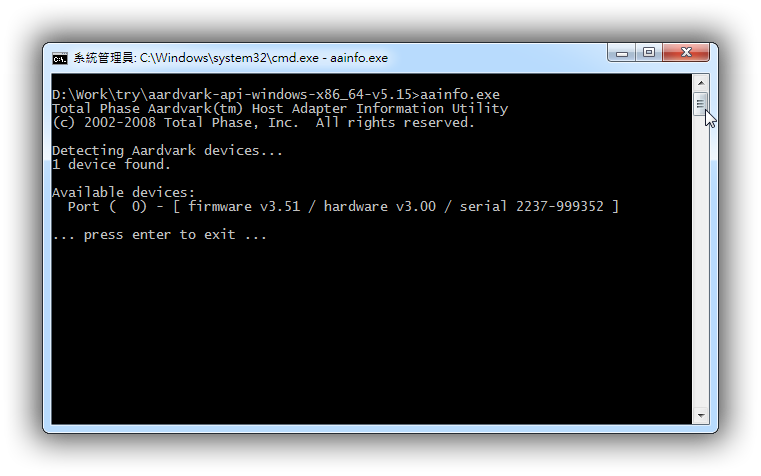 系統管理員: C:\Windows\system32\cmd.exe - aainfo.exe
D:\Work\try\aardvark-api-windows-x86_64-v5.15>aainfo.exe
Total Phase Aardvark(tm) Host Adapter Information Utility
(c) 2002-2008 Total Phase, Inc.  All rights reserved.
Detecting Aardvark devices...
1 device found.
Available devices:
  Port (  0) - [ firmware v3.51 / hardware v3.00 / serial 2237-999352 ]
... press enter to exit ...